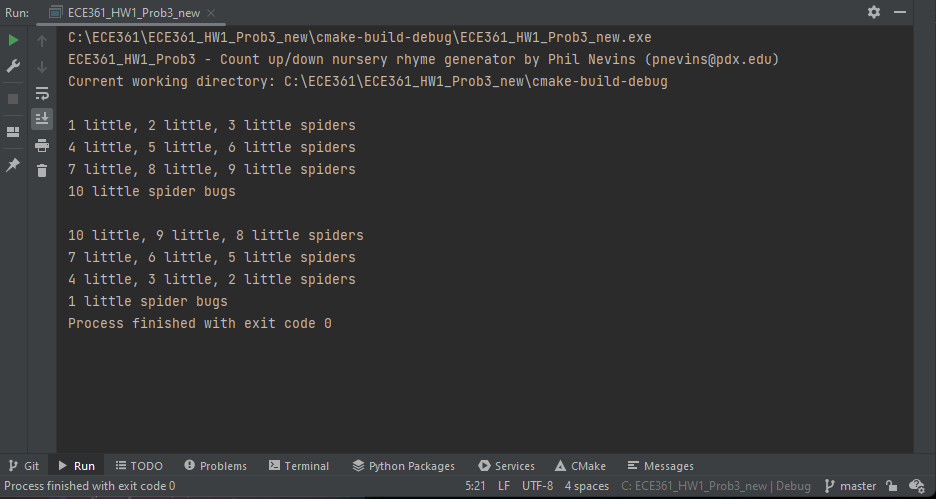 Run: ECE361_HW1_Prob3_new
C:\ECE361\ECE361_HW1_Prob3_new\cmake-build-debug\ECE361_HW1_Prob3_new.exe
ECE361_HW1_Prob3 - Count up/down nursery rhyme generator by Phil Nevins (pnevins@pdx.edu)
Current working directory: C:\ECE361\ECE361_HW1_Prob3_new\cmake-build-debug
1 little, 2 little, 3 little spiders
4 little, 5 little, 6 little spiders
7 little, 8 little, 9 little spiders
10 little spider bugs
10 little, 9 little, 8 little spiders
7 little, 6 little, 5 little spiders
4 little, 3 little, 2 little spiders
1 little spider bugs
Process finished with exit code 0
Git Run TODO Problems Terminal Python Packages Services CMake Messages
Process finished with exit code 0 5:21 LF UTF-8 4 spaces C: ECE361_HW1_Prob3_new | Debug master